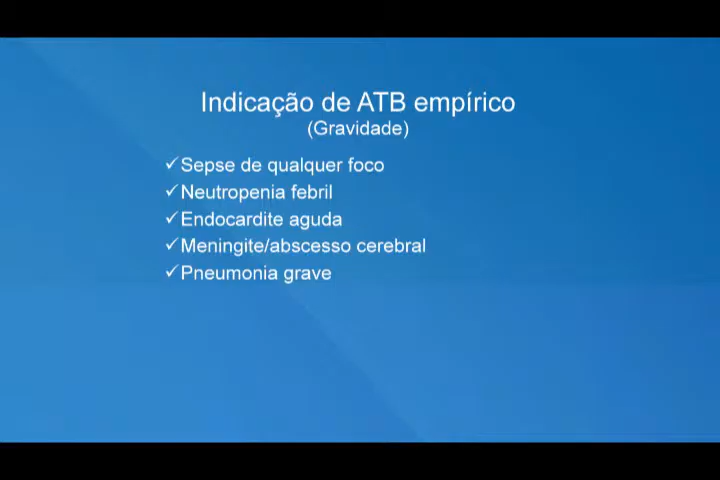 Indicação de ATB empírico
(Gravidade)
✓Sepse de qualquer foco
✓Neutropenia febril
✓Endocardite aguda
✓Meningite/abscesso cerebral
✓Pneumonia grave